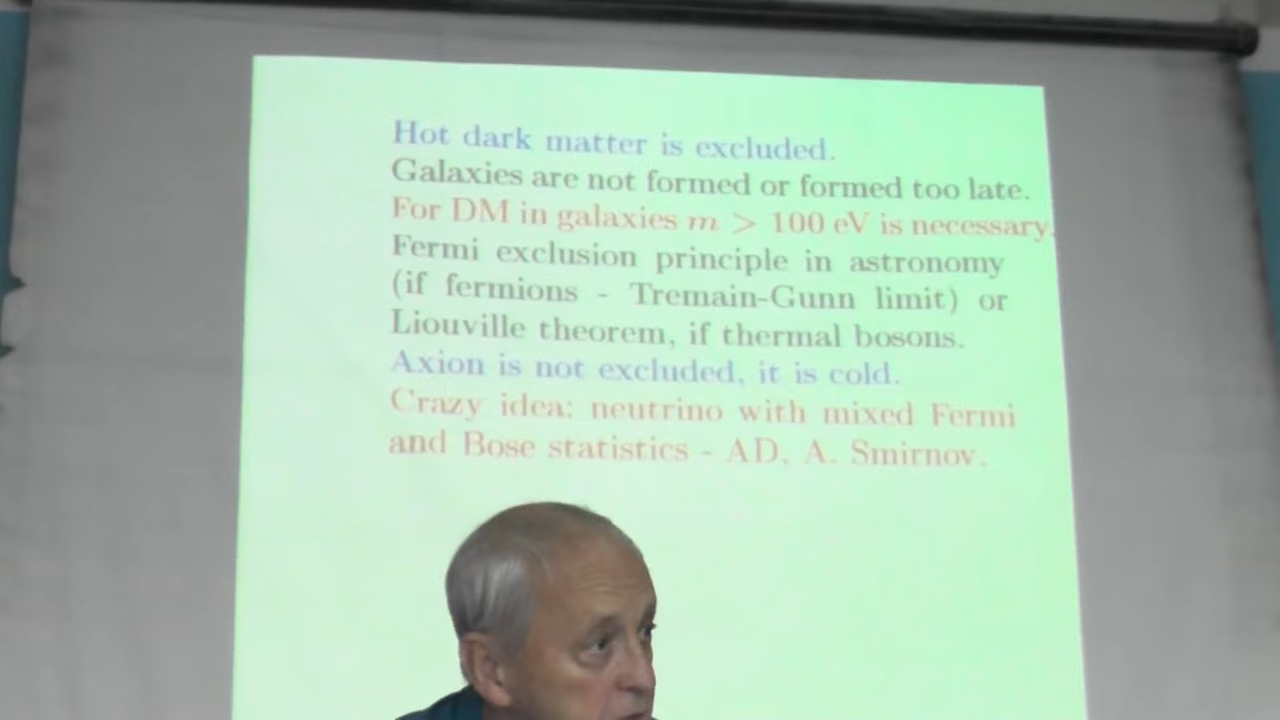 Hot dark matter is excluded.
Galaxies are not formed or formed too late.
For DM in galaxies m > 100 eV is necessary.
Fermi exclusion principle in astronomy
(if fermions - Tremain-Gunn limit) or
Liouville theorem, if thermal bosons.
Axion is not excluded, it is cold.
Crazy idea: neutrino with mixed Fermi
and Bose statistics - AD, A. Smirnov.